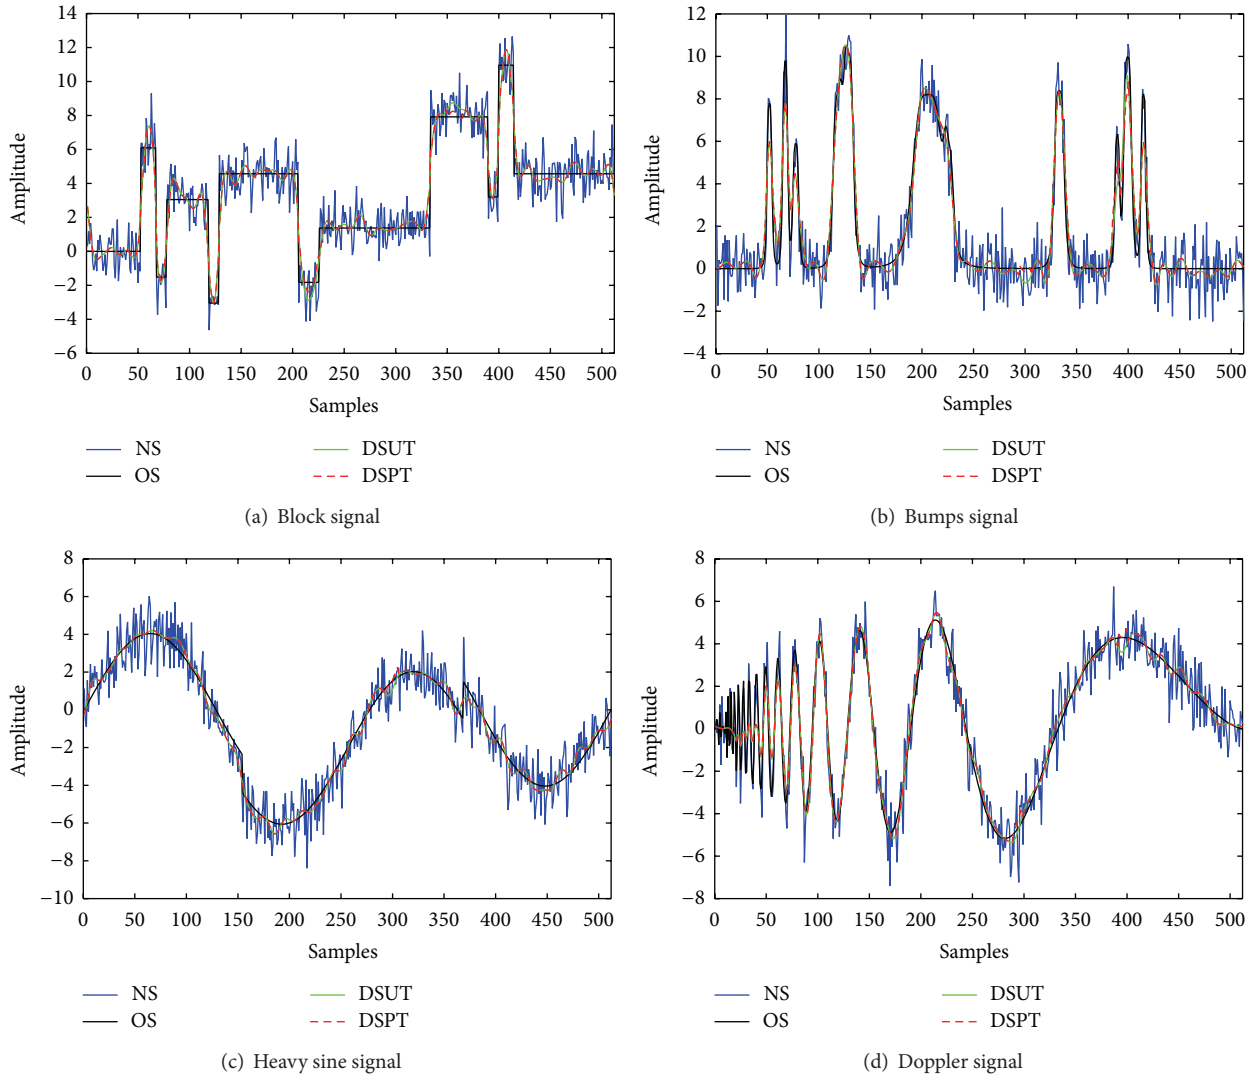 14
12
10
8
6
4
2
0
−2
−4
−6
Amplitude
0 50 100 150 200 250 300 350 400 450 500
Samples
NS DSUT
OS DSPT
(a) Block signal
12
10
8
6
4
2
0
−2
−4
Amplitude
0 50 100 150 200 250 300 350 400 450 500
Samples
NS DSUT
OS DSPT
(b) Bumps signal
8
6
4
2
0
−2
−4
−6
−8
−10
Amplitude
0 50 100 150 200 250 300 350 400 450 500
Samples
NS DSUT
OS DSPT
(c) Heavy sine signal
8
6
4
2
0
−2
−4
−6
−8
Amplitude
0 50 100 150 200 250 300 350 400 450 500
Samples
NS DSUT
OS DSPT
(d) Doppler signal